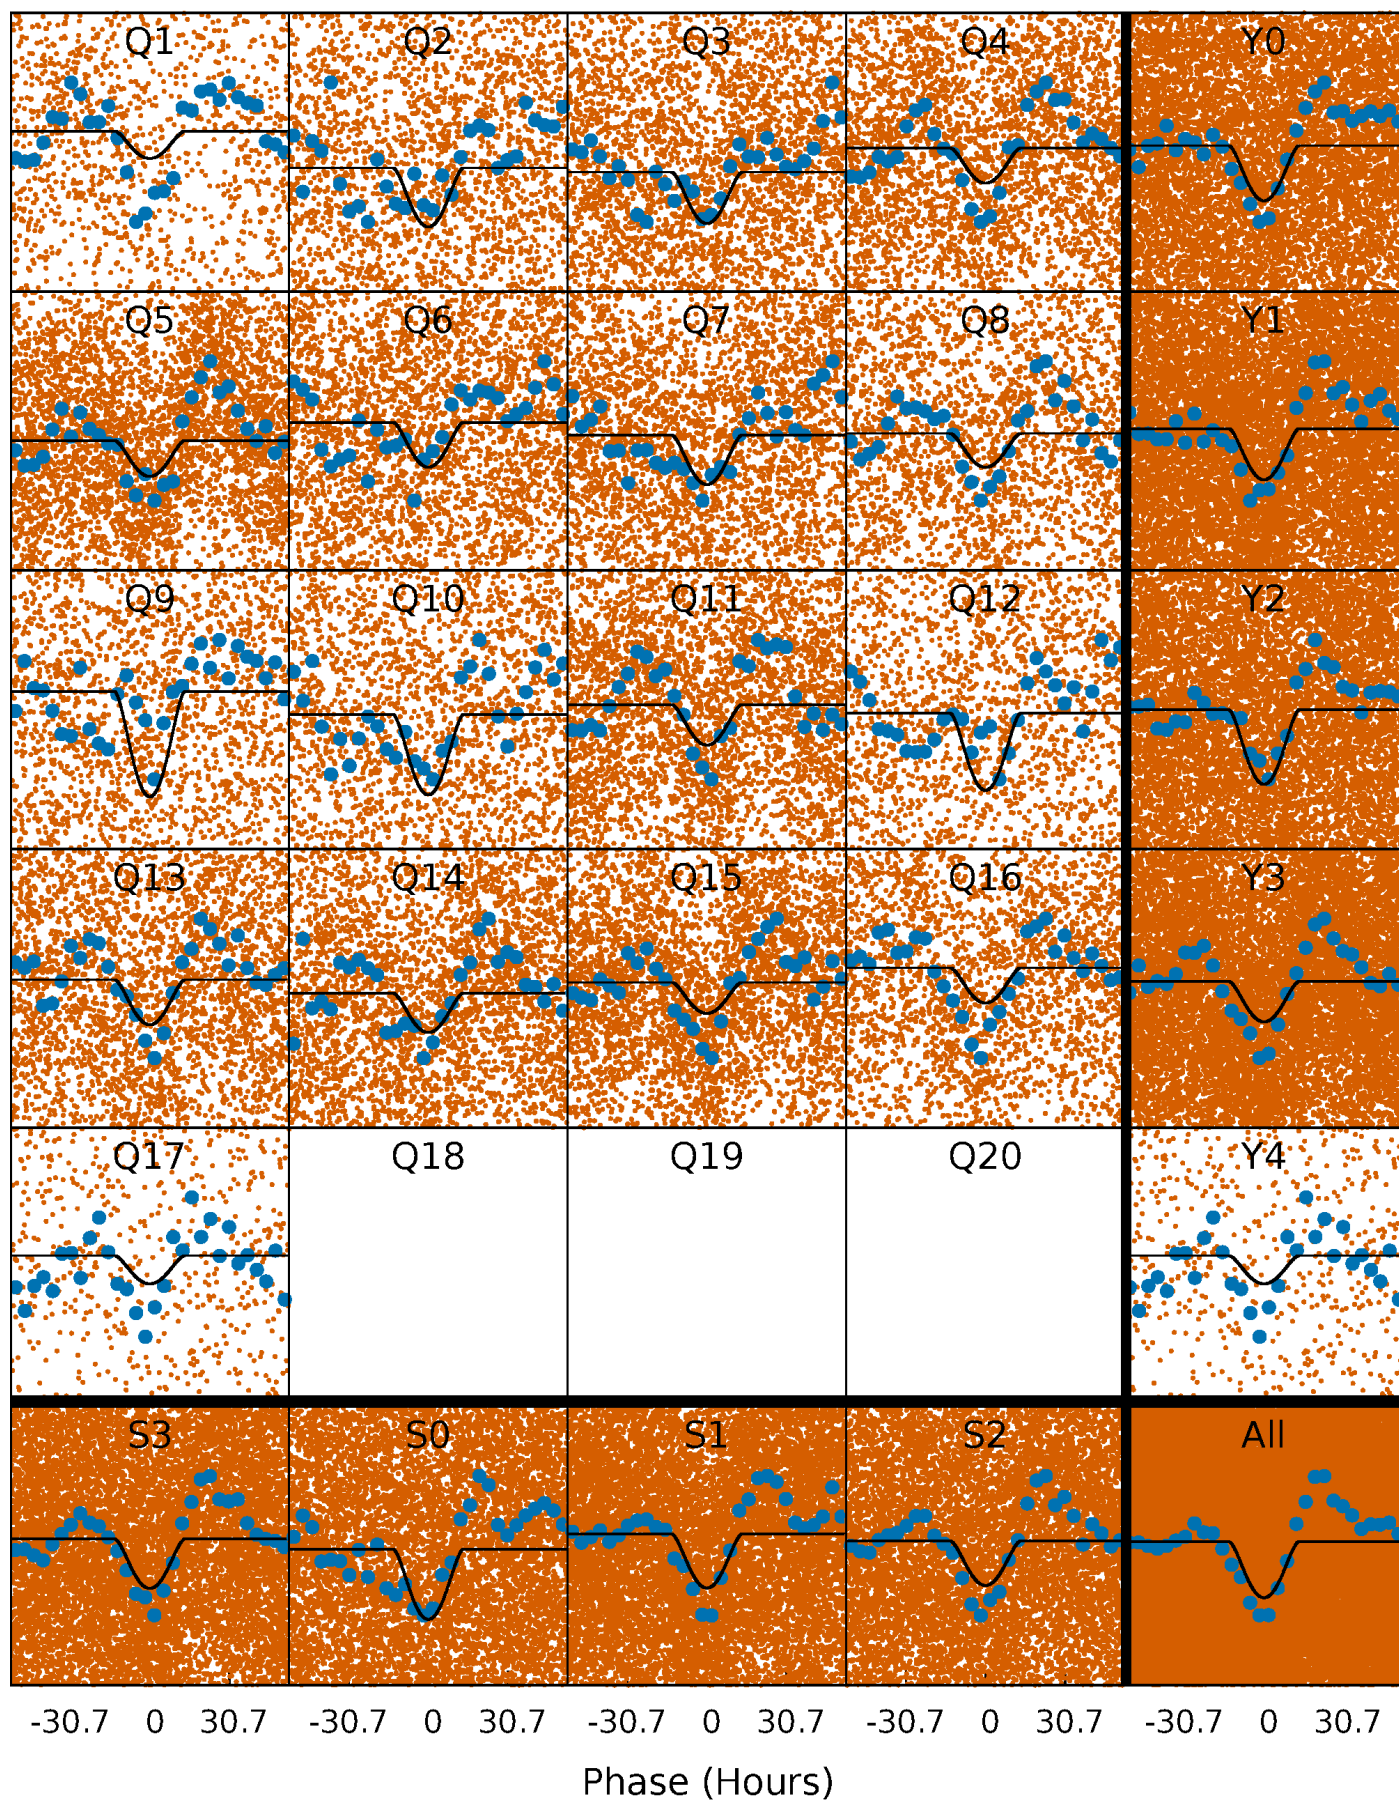 Q1 Q2 Q3 Q4 Y0
Q5 Q6 Q7 Q8 Y1
Q9 Q10 Q11 Q12 Y2
Q13 Q14 Q15 Q16 Y3
Q17 Q18 Q19 Q20 Y4
S3 S0 S1 S2 All
-30.7 0 30.7 -30.7 0 30.7 -30.7 0 30.7 -30.7 0 30.7 -30.7 0 30.7
Phase (Hours)